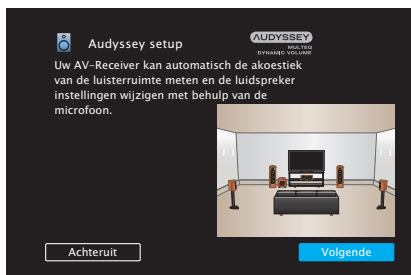 Audyssey setup
AUDYSSEY
MULTEQ
DYNAMIC VOLUME
Uw AV-Receiver kan automatisch de akoestiek
van de luisterruimte meten en de luidspreker
instellingen wijzigen met behulp van de
microfoon.
Achteruit
Volgende